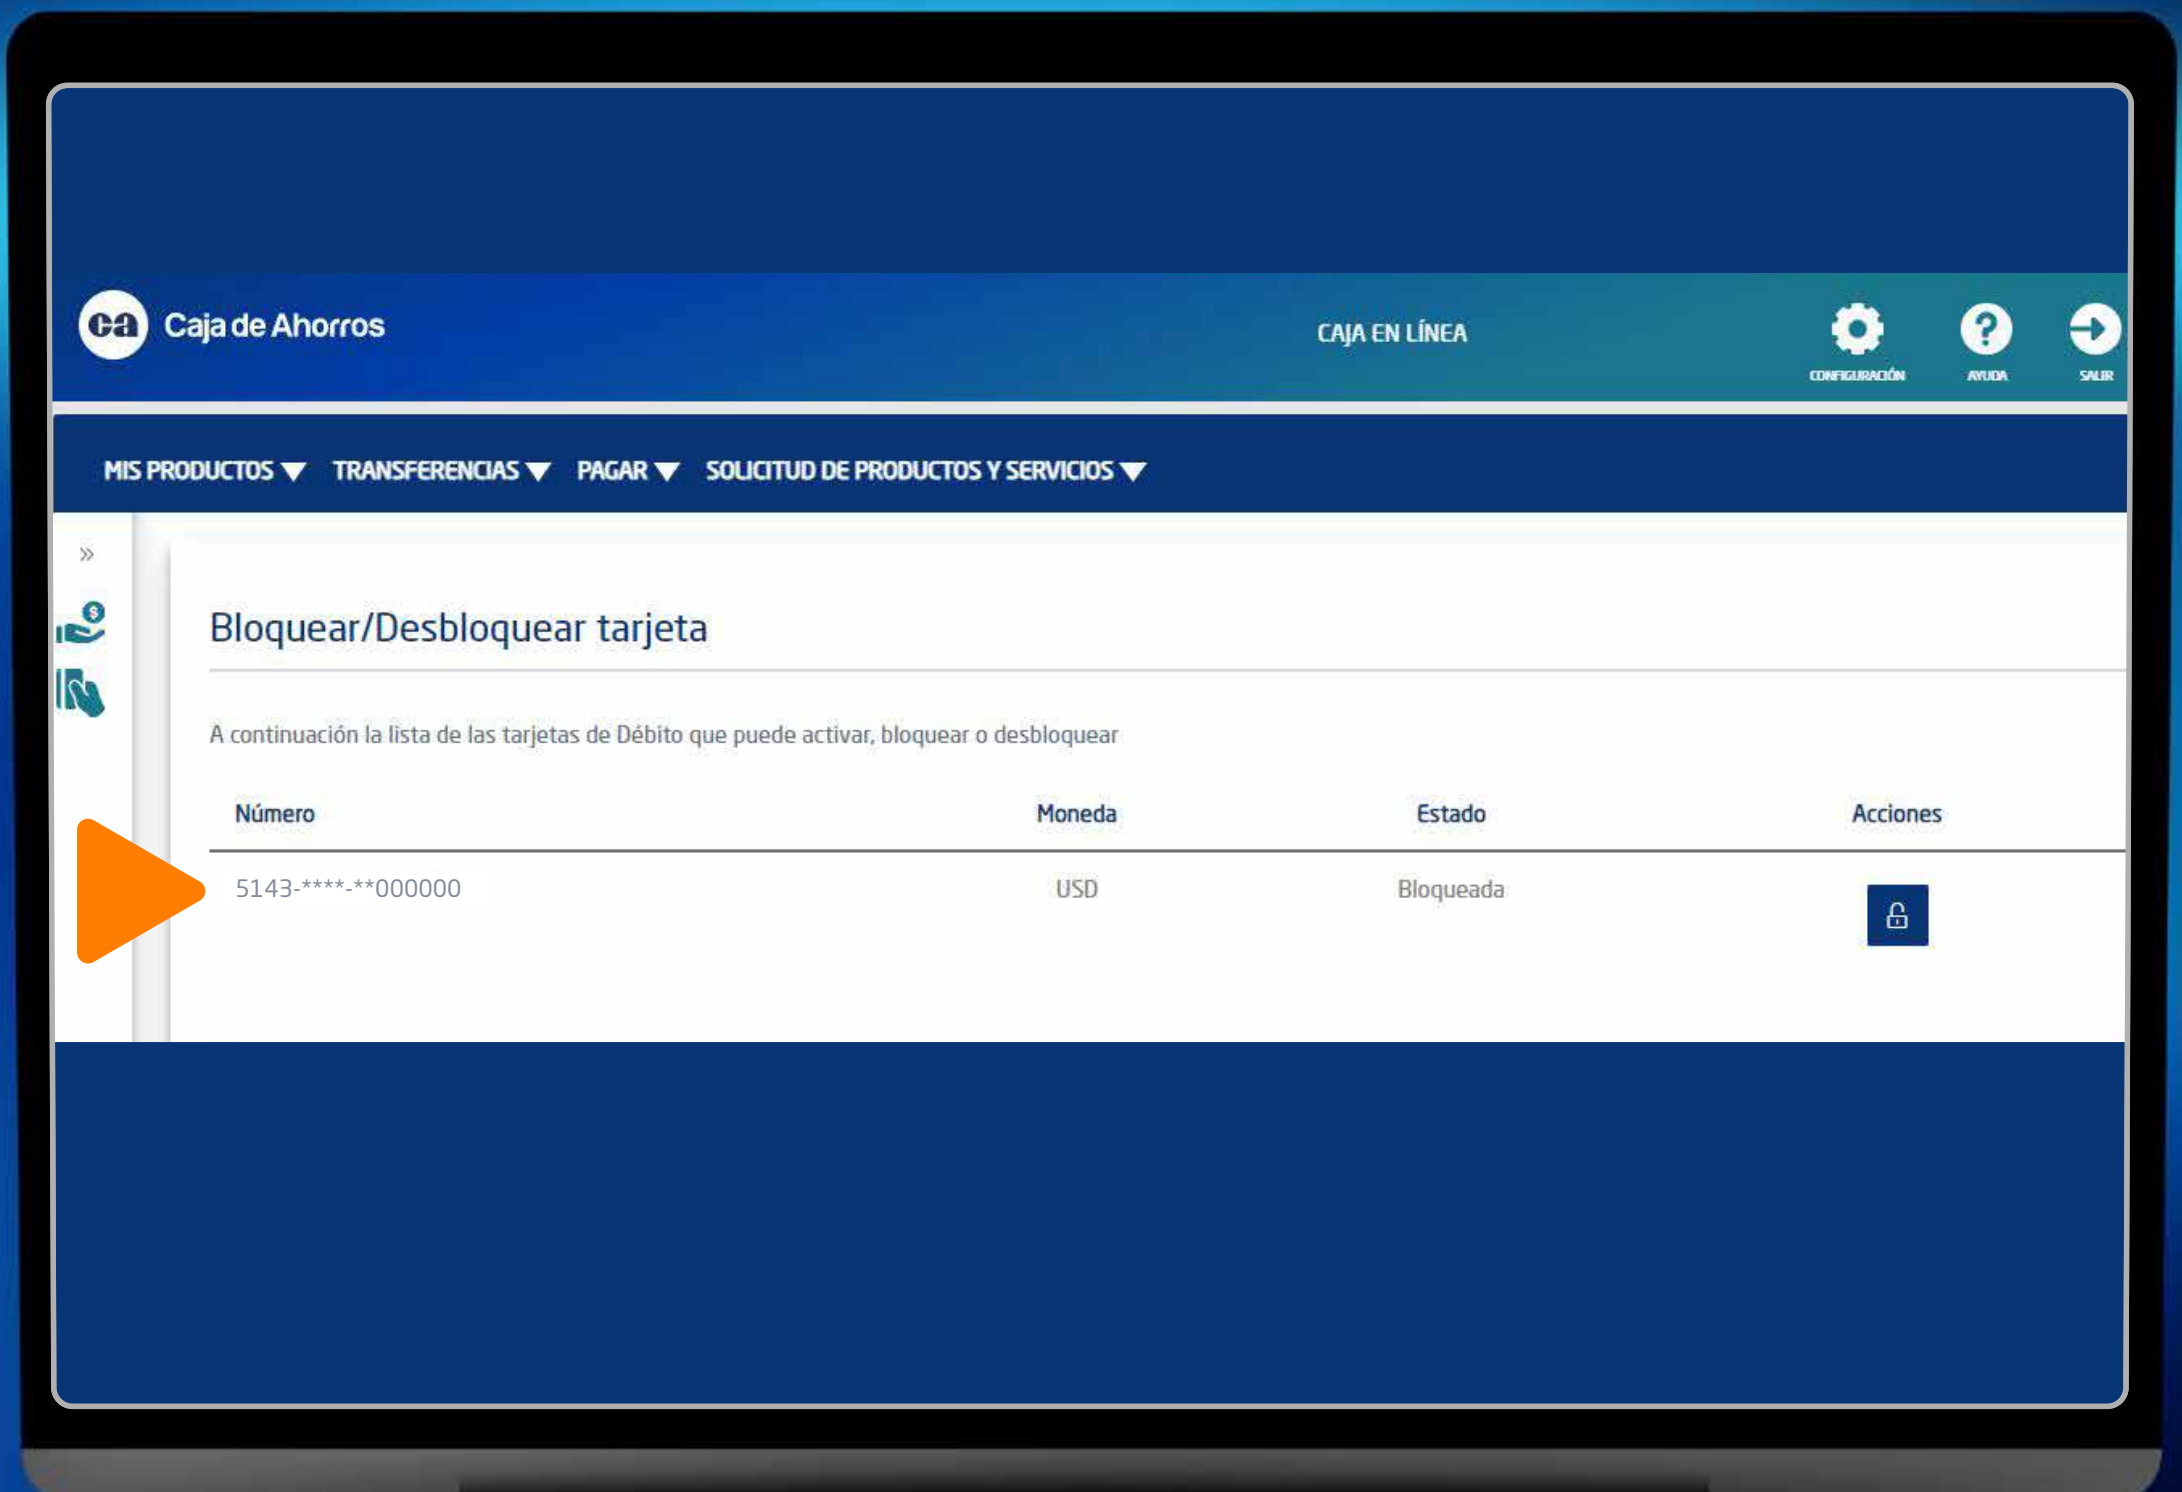 ca Caja de Ahorros
CAJA EN LÍNEA
CONFIGURACIÓN
AYUDA
SALIR
MIS PRODUCTOS TRANSFERENCIAS PAGAR SOLICITUD DE PRODUCTOS Y SERVICIOS
»
Bloquear/Desbloquear tarjeta
A continuación la lista de las tarjetas de Débito que puede activar, bloquear o desbloquear
Número Moneda Estado Acciones
5143-****-**000000 USD Bloqueada